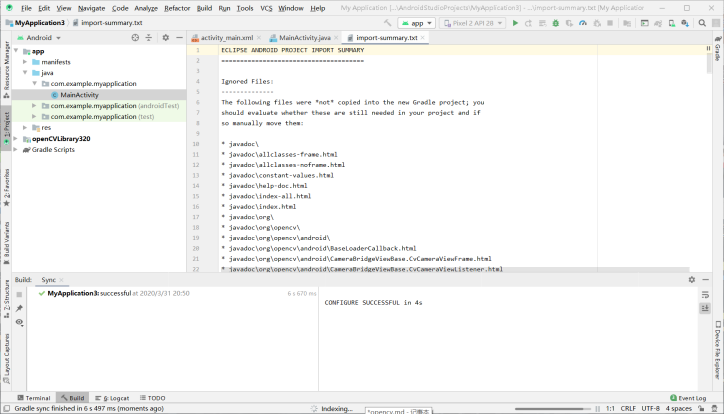 File Edit View Navigate Code Analyze Refactor Build Run Tools VCS Window Help My Application [...\AndroidStudioProjects\MyApplication3] - ...\import-summary.txt [My Application]
MyApplication3 import-summary.txt app Pixel 2 API 28
Android activity_main.xml MainActivity.java import-summary.txt
Resource Manager
1: Project
2: Favorites
Build Variants
Z: Structure
Layout Captures
Gradle
Device File Explorer
app
manifests
java
com.example.myapplication
MainActivity
com.example.myapplication (androidTest)
com.example.myapplication (test)
res
openCVLibrary320
Gradle Scripts
1 ECLIPSE ANDROID PROJECT IMPORT SUMMARY
2 ======================================
3
4 Ignored Files:
5 --------------
6 The following files were *not* copied into the new Gradle project; you
7 should evaluate whether these are still needed in your project and if
8 so manually move them:
9
10 * javadoc\
11 * javadoc\allclasses-frame.html
12 * javadoc\allclasses-noframe.html
13 * javadoc\constant-values.html
14 * javadoc\help-doc.html
15 * javadoc\index-all.html
16 * javadoc\index.html
17 * javadoc\org\
18 * javadoc\org\opencv\
19 * javadoc\org\opencv\android\
20 * javadoc\org\opencv\android\BaseLoaderCallback.html
21 * javadoc\org\opencv\android\CameraBridgeViewBase.CvCameraViewFrame.html
22 * javadoc\org\opencv\android\CameraBridgeViewBase.CvCameraViewListener.html
Build: Sync
MyApplication3: successful at 2020/3/31 20:50 6 s 670 ms
CONFIGURE SUCCESSFUL in 4s
Terminal Build 6: Logcat TODO Event Log
Gradle sync finished in 6 s 497 ms (moments ago) Indexing... 1:1 CRLF UTF-8 4 spaces
*opencv.md - 记事本